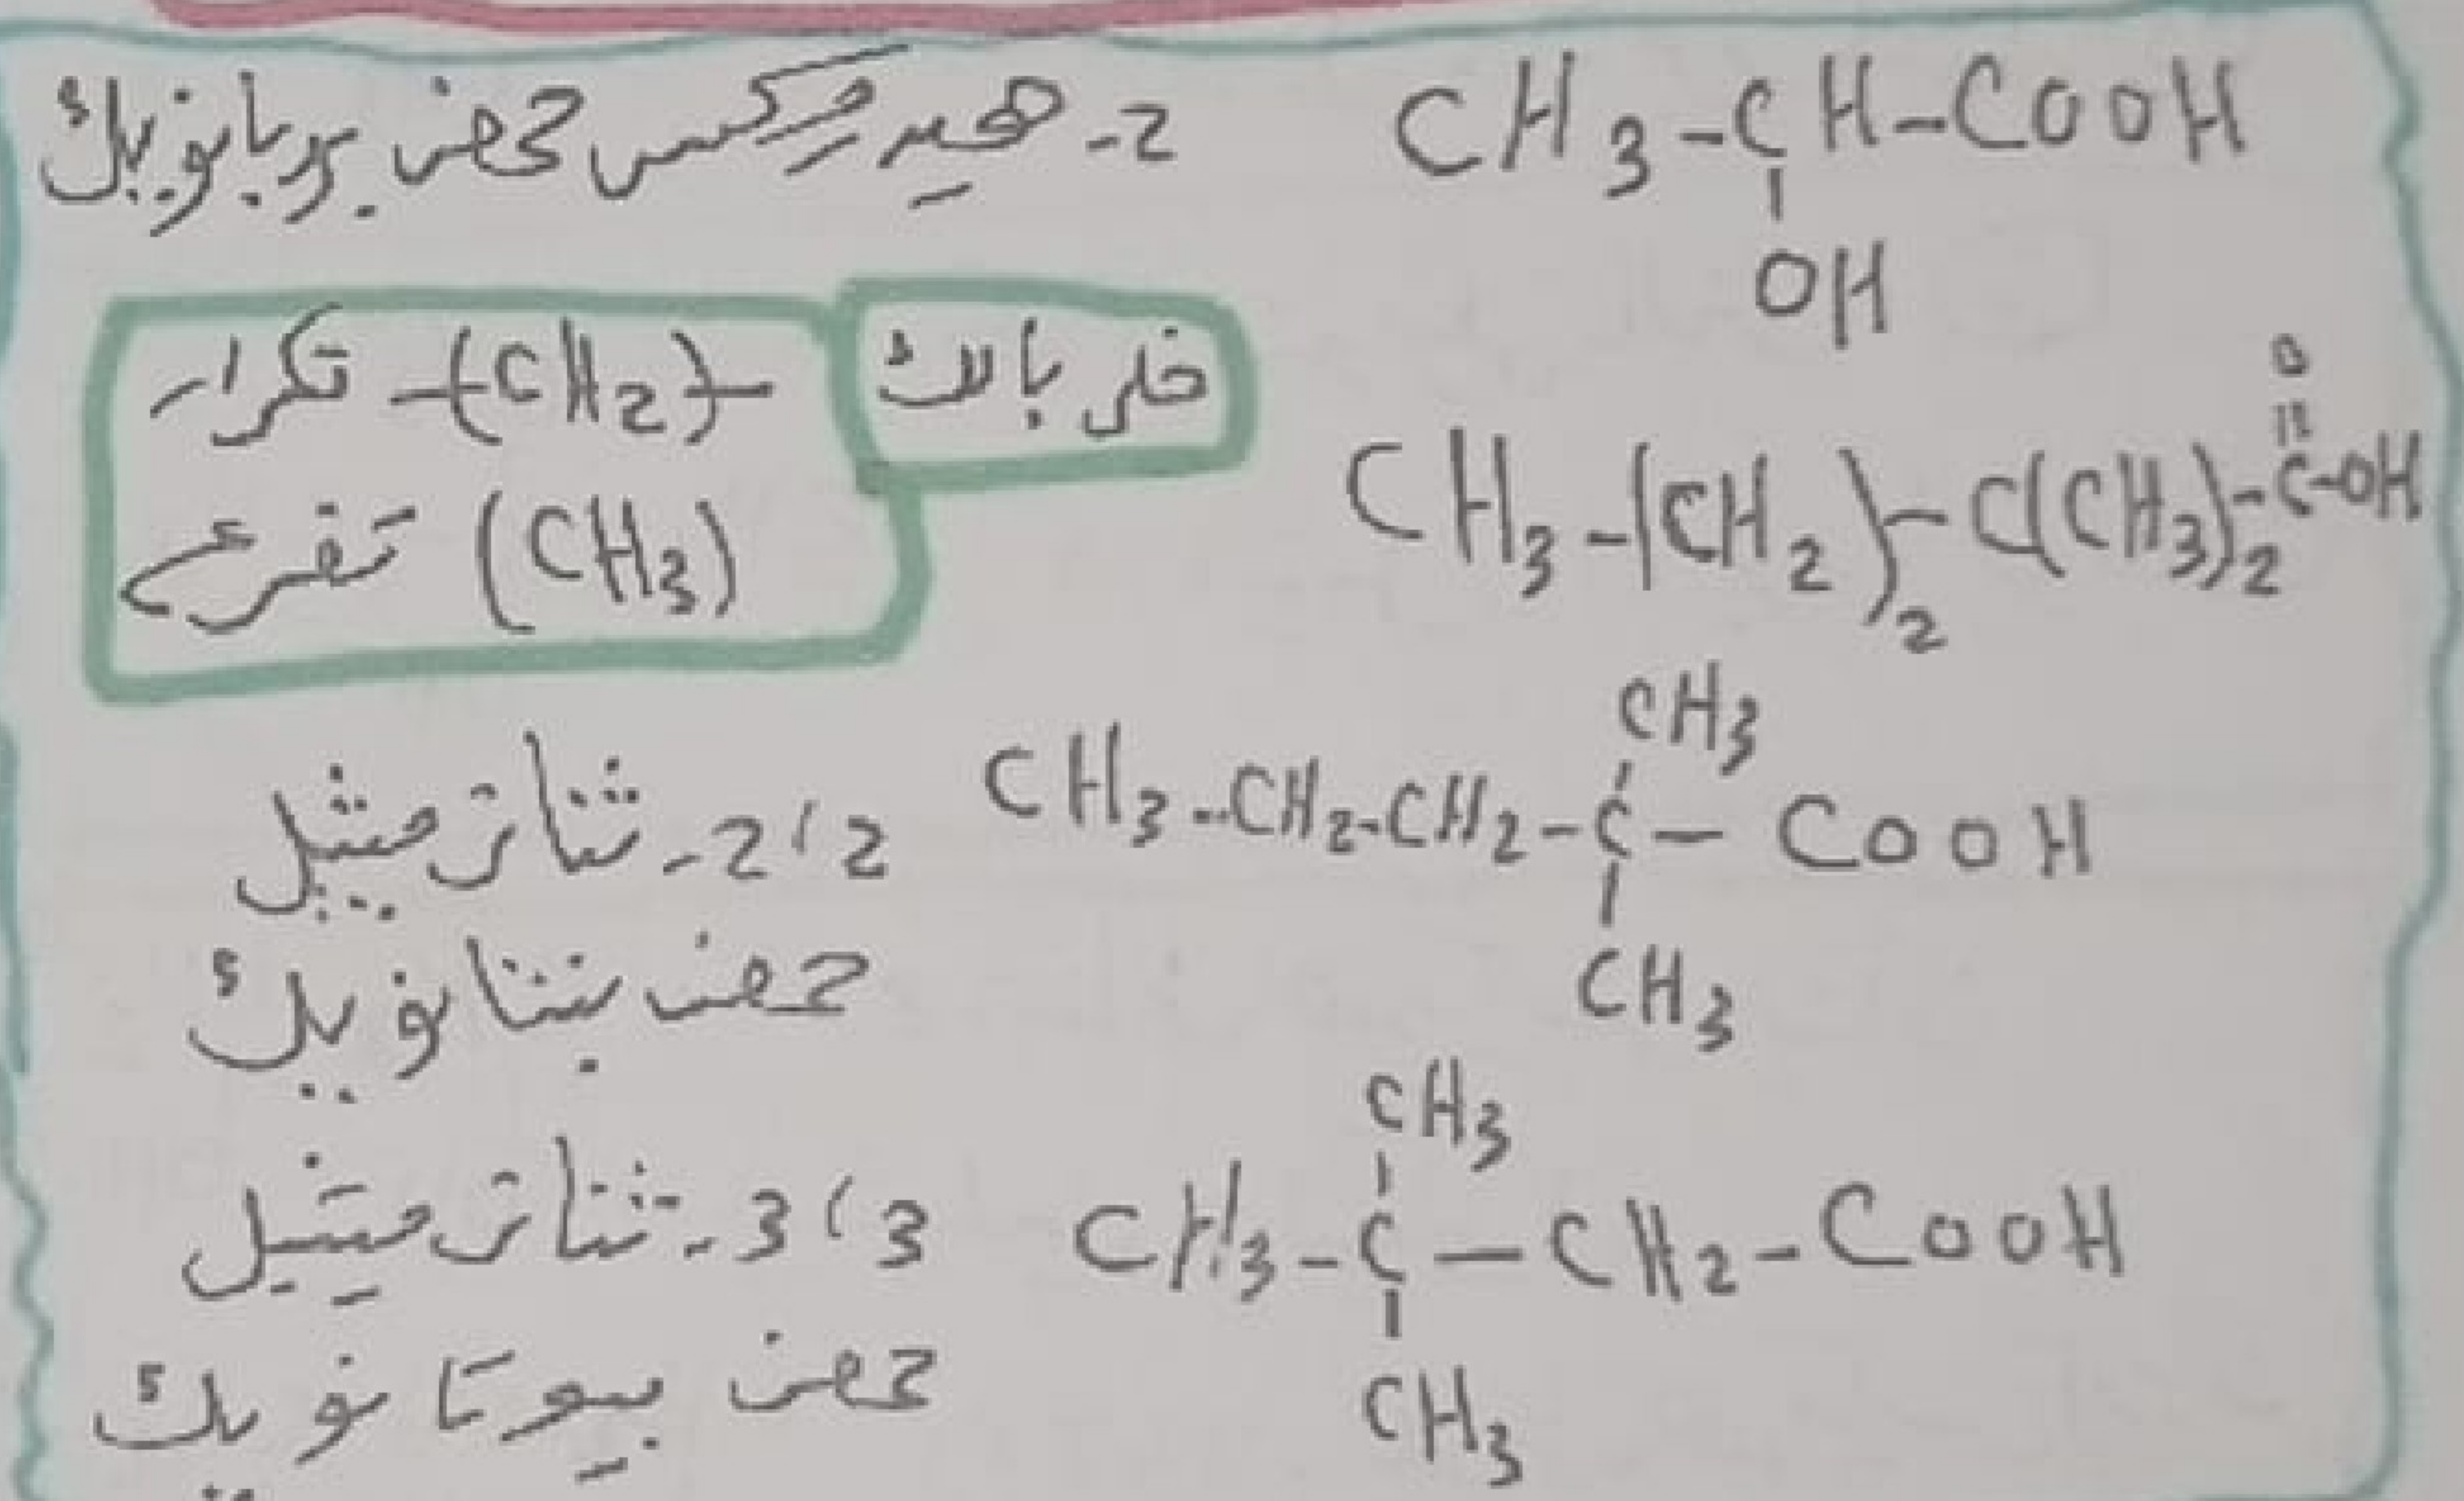 CH3-CH-COOH
OH
2- هيدروكسي حمض بروبانويك
خلي بالك
-(CH2)- تكرار
(CH3) تفرع
O
=
CH3-(CH2)2-C(CH3)2-C-OH
CH3
CH3-CH2-CH2-C-COOH
CH3
2،2- ثنائي ميثيل
حمض بنتانويك
CH3
CH3-C-CH2-COOH
CH3
3،3- ثنائي ميثيل
حمض بيوتانويك